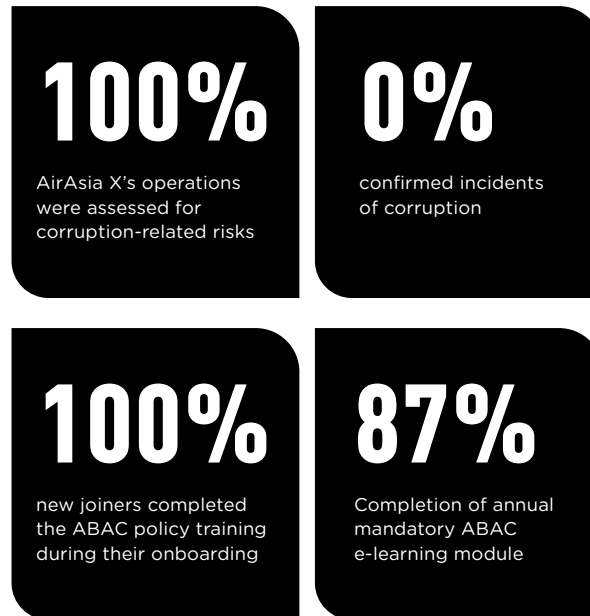 100%
AirAsia X’s operations
were assessed for
corruption-related risks
0%
confirmed incidents
of corruption
100%
new joiners completed
the ABAC policy training
during their onboarding
87%
Completion of annual
mandatory ABAC
e-learning module